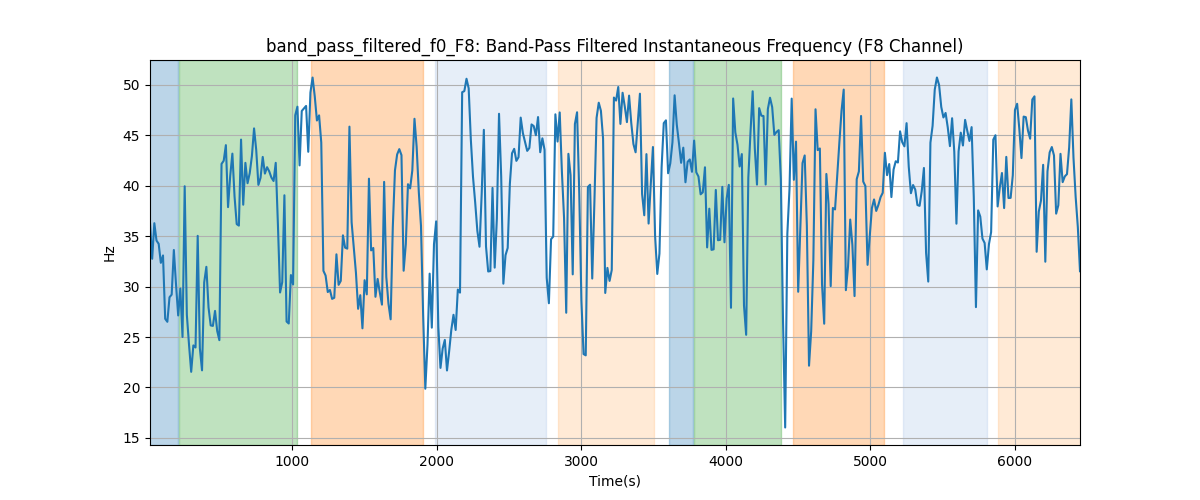 band_pass_filtered_f0_F8: Band-Pass Filtered Instantaneous Frequency (F8 Channel)
50
45
40
35
30
25
20
15
Hz
1000 2000 3000 4000 5000 6000
Time(s)